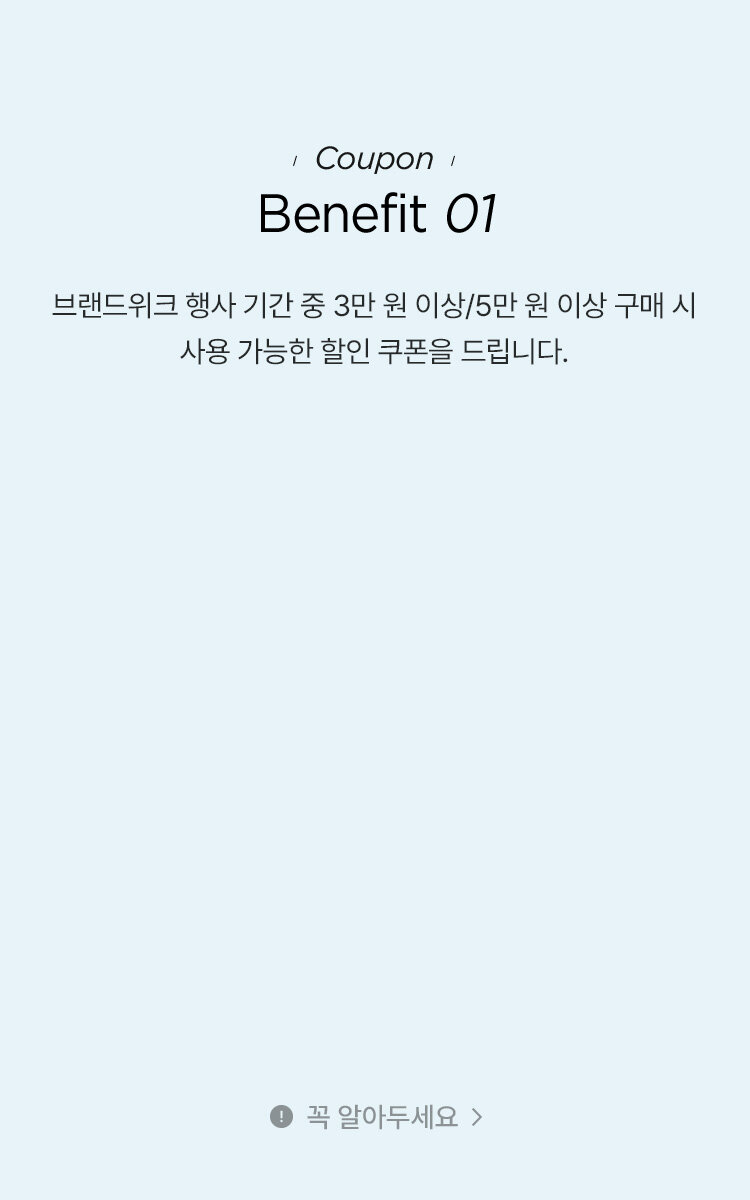 / Coupon /
Benefit 01
브랜드위크 행사 기간 중 3만 원 이상/5만 원 이상 구매 시
사용 가능한 할인 쿠폰을 드립니다.
! 꼭 알아두세요 >